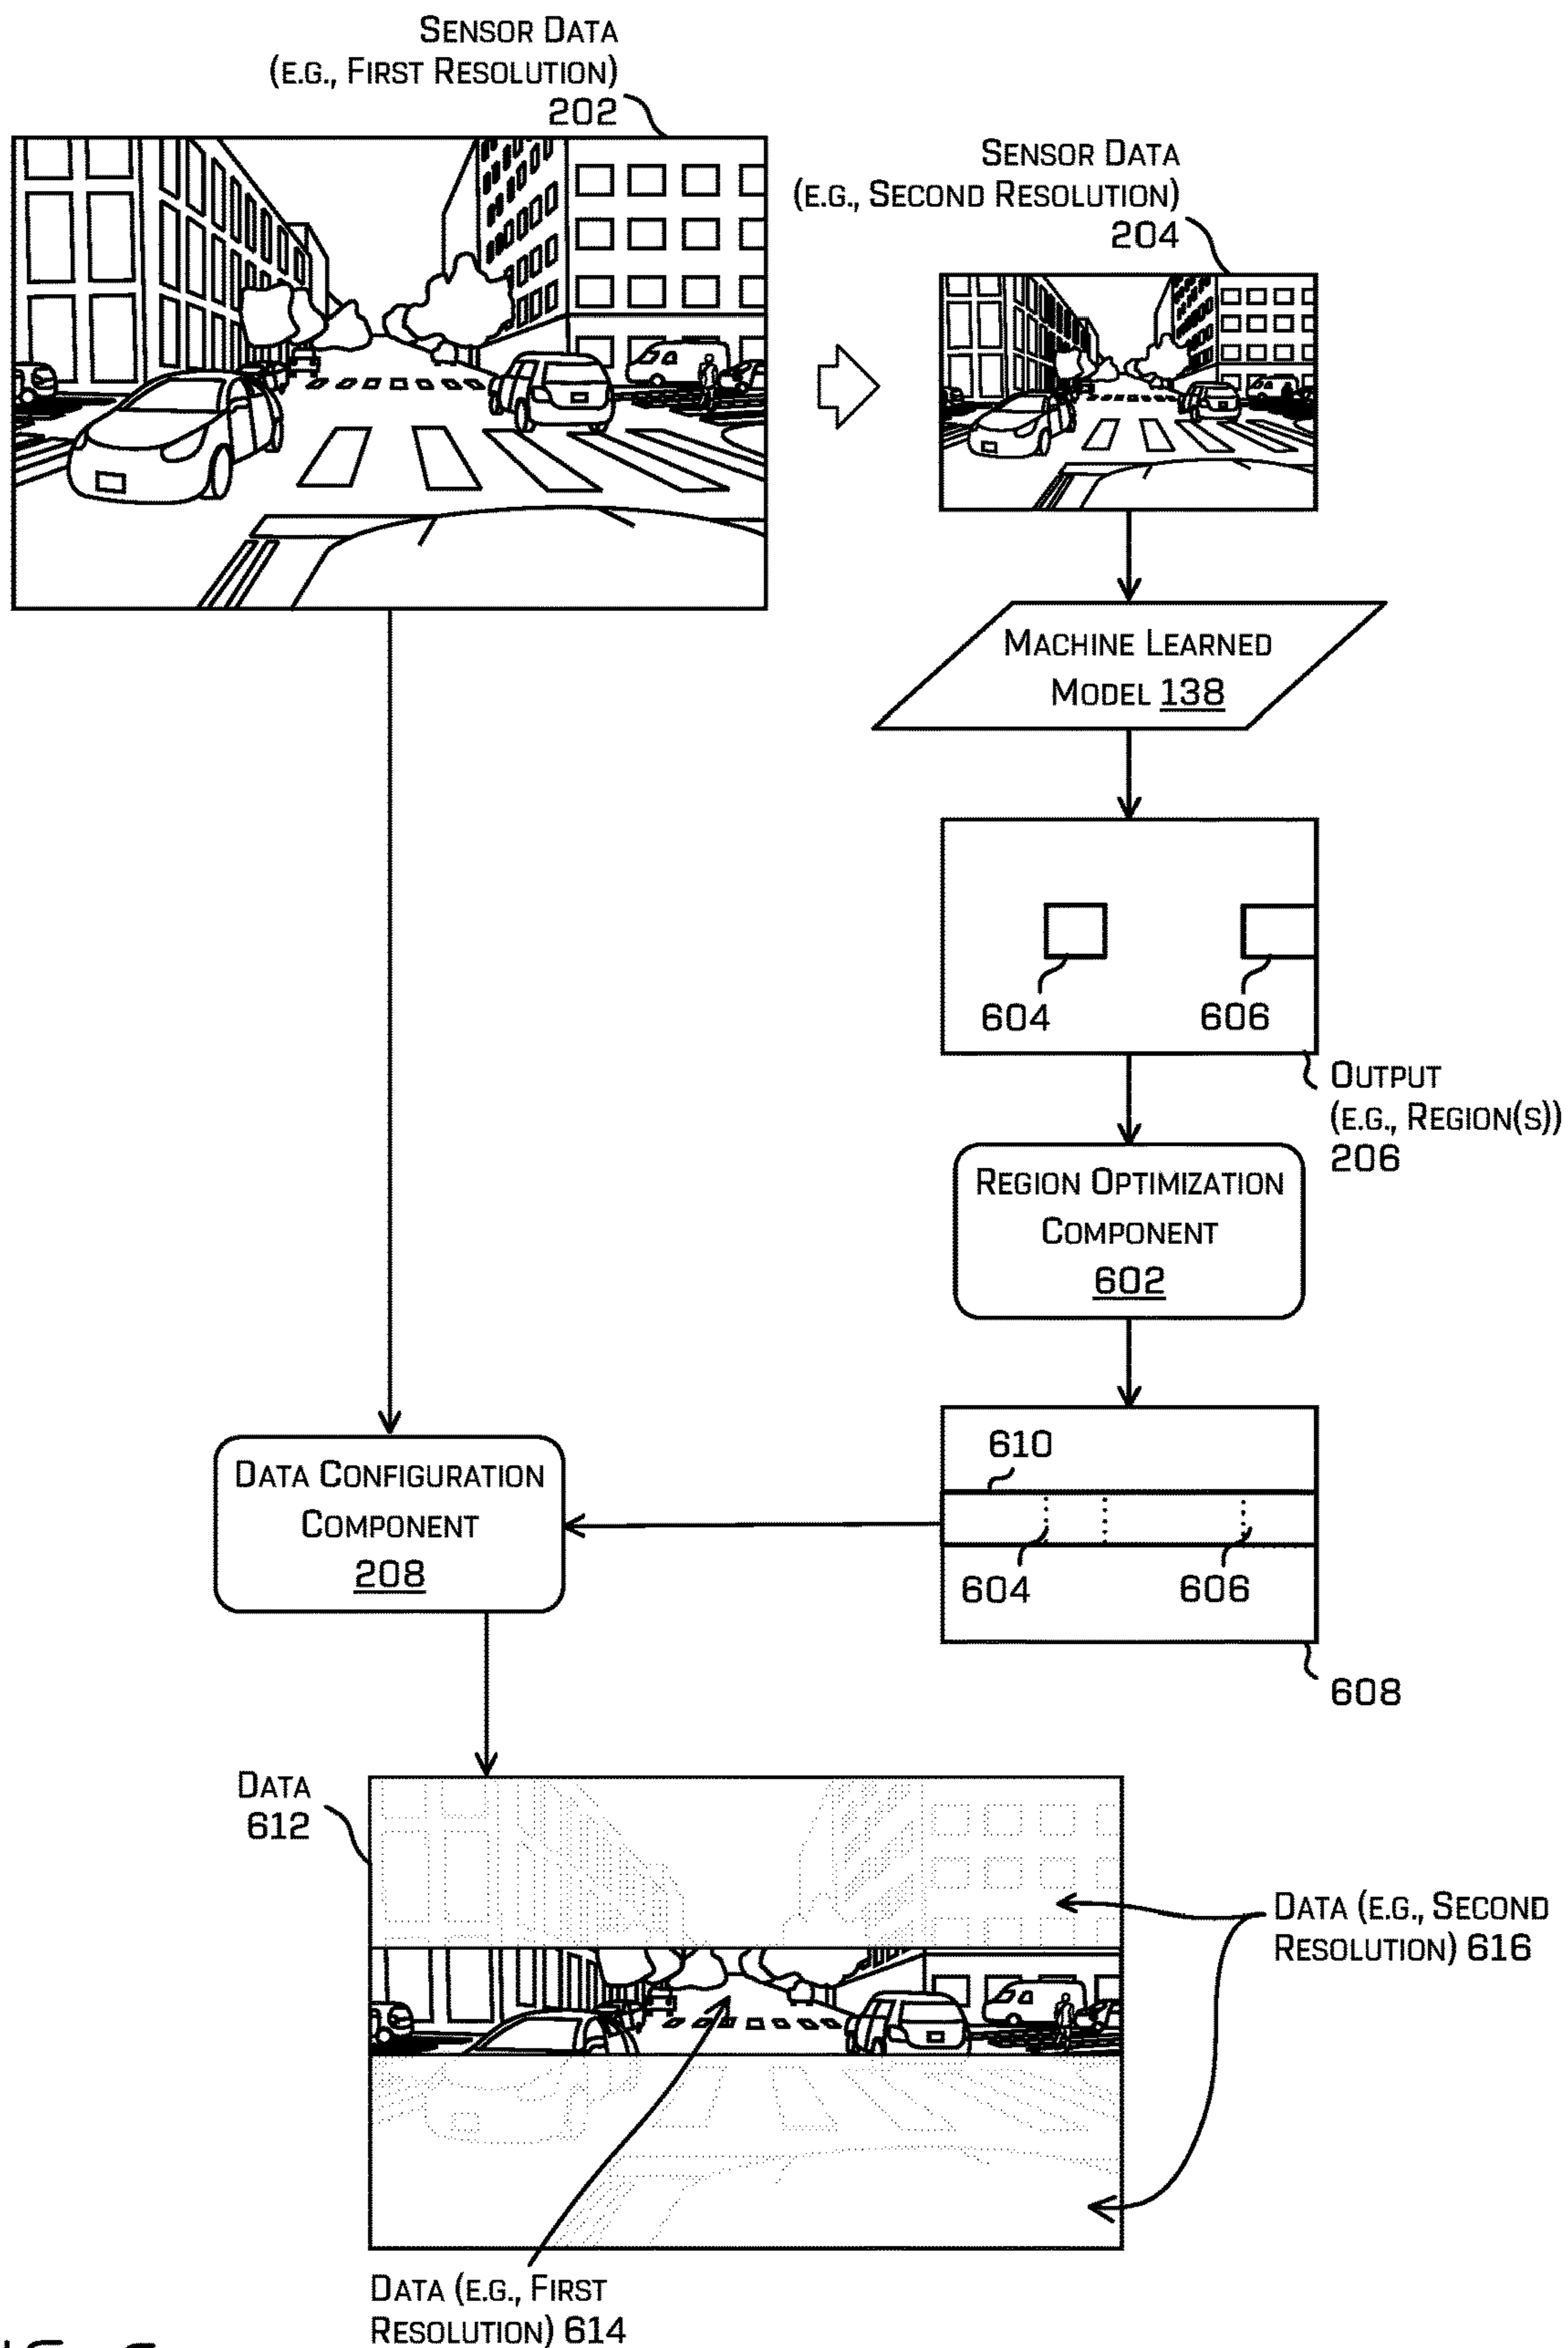 SENSOR DATA
(E.G., FIRST RESOLUTION)
202
SENSOR DATA
(E.G., SECOND RESOLUTION)
204
MACHINE LEARNED
MODEL 138
604
606
OUTPUT
(E.G., REGION(S))
206
REGION OPTIMIZATION
COMPONENT
602
610
DATA CONFIGURATION
COMPONENT
208
604
606
608
DATA
612
DATA (E.G., SECOND
RESOLUTION) 616
DATA (E.G., FIRST
RESOLUTION) 614